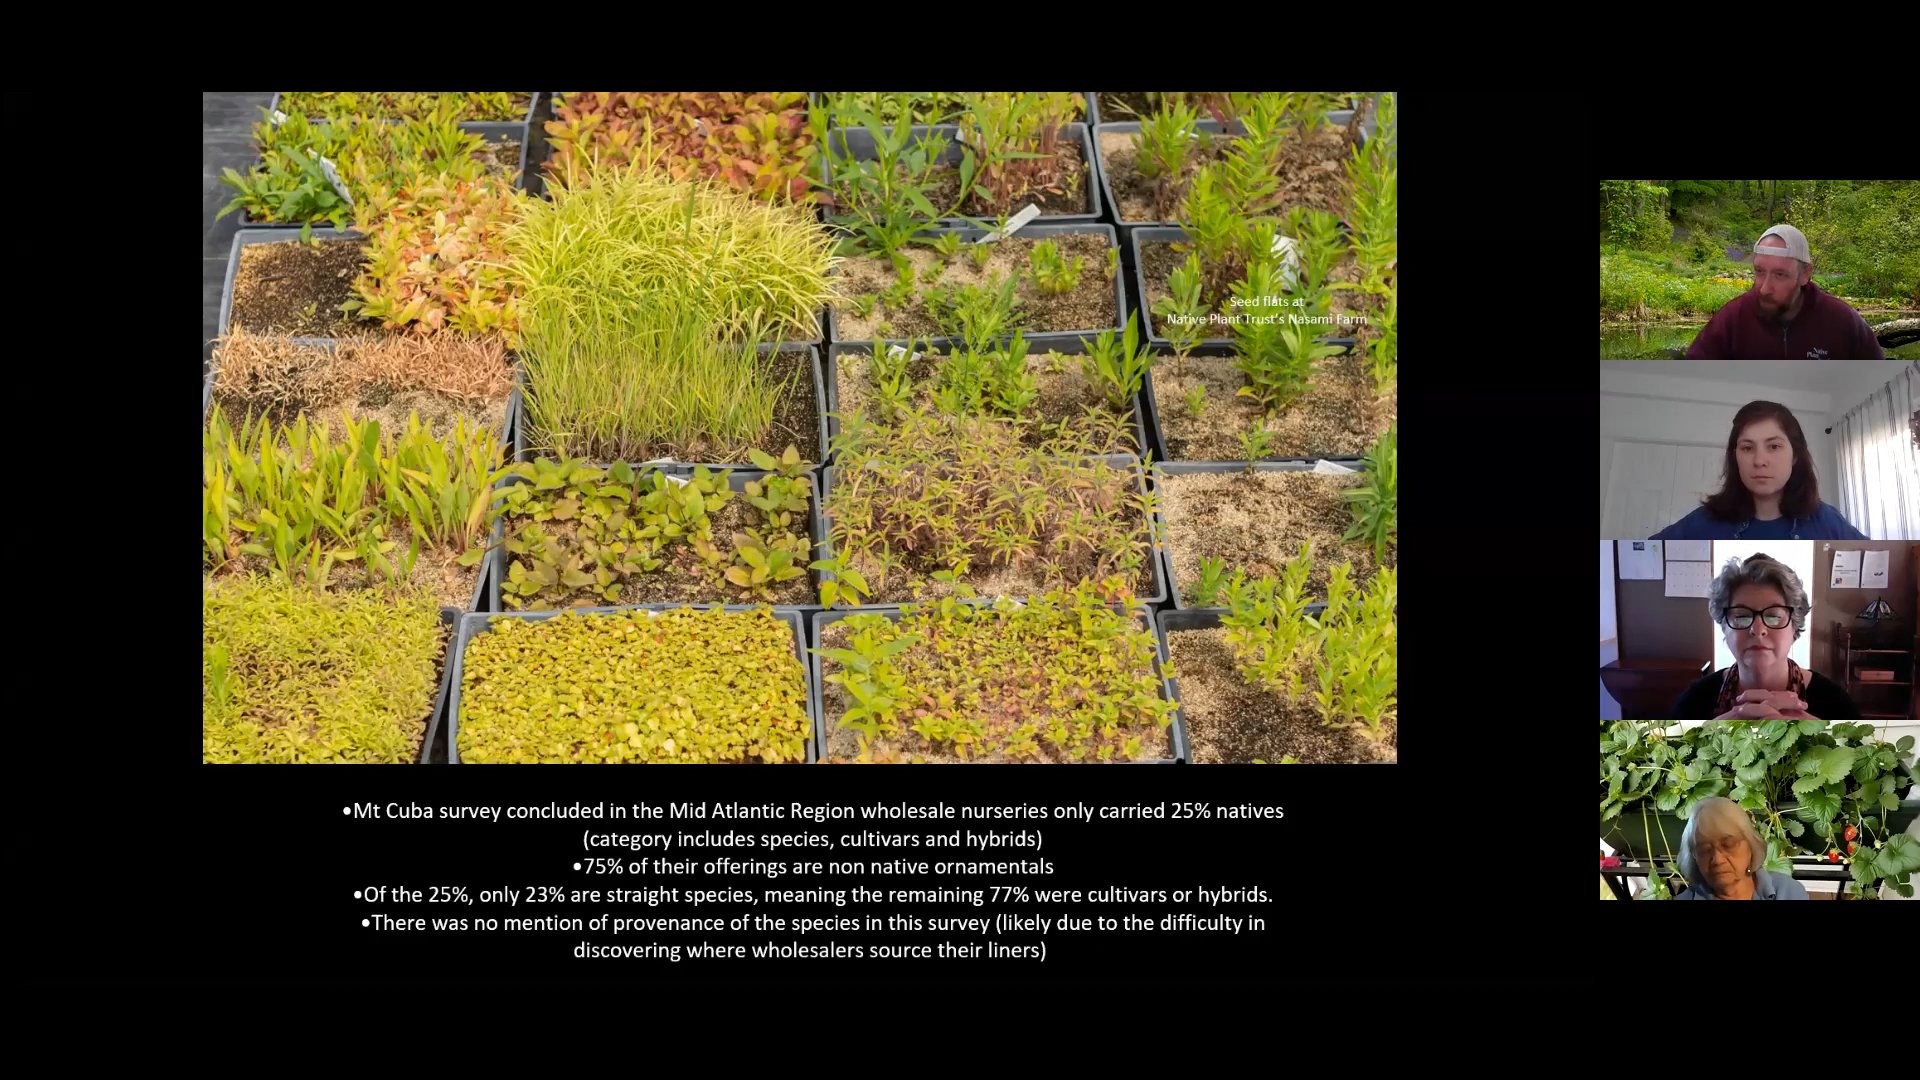 Seed flats at
Native Plant Trust's Nasami Farm
•Mt Cuba survey concluded in the Mid Atlantic Region wholesale nurseries only carried 25% natives
(category includes species, cultivars and hybrids)
•75% of their offerings are non native ornamentals
•Of the 25%, only 23% are straight species, meaning the remaining 77% were cultivars or hybrids.
•There was no mention of provenance of the species in this survey (likely due to the difficulty in
discovering where wholesalers source their liners)